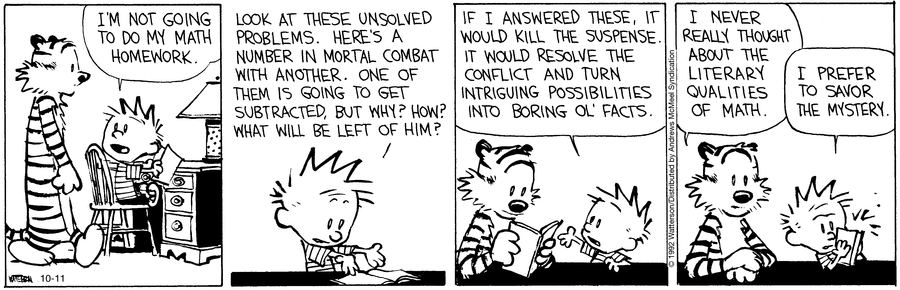 I'M NOT GOING
TO DO MY MATH
HOMEWORK.
WATTERSON 10-11
LOOK AT THESE UNSOLVED
PROBLEMS. HERE'S A
NUMBER IN MORTAL COMBAT
WITH ANOTHER. ONE OF
THEM IS GOING TO GET
SUBTRACTED, BUT WHY? HOW?
WHAT WILL BE LEFT OF HIM?
IF I ANSWERED THESE, IT
WOULD KILL THE SUSPENSE.
IT WOULD RESOLVE THE
CONFLICT AND TURN
INTRIGUING POSSIBILITIES
INTO BORING OL' FACTS.
© 1992 Watterson/Distributed by Andrews McMeel Syndication
I NEVER
REALLY THOUGHT
ABOUT THE
LITERARY
QUALITIES
OF MATH.
I PREFER
TO SAVOR
THE MYSTERY.